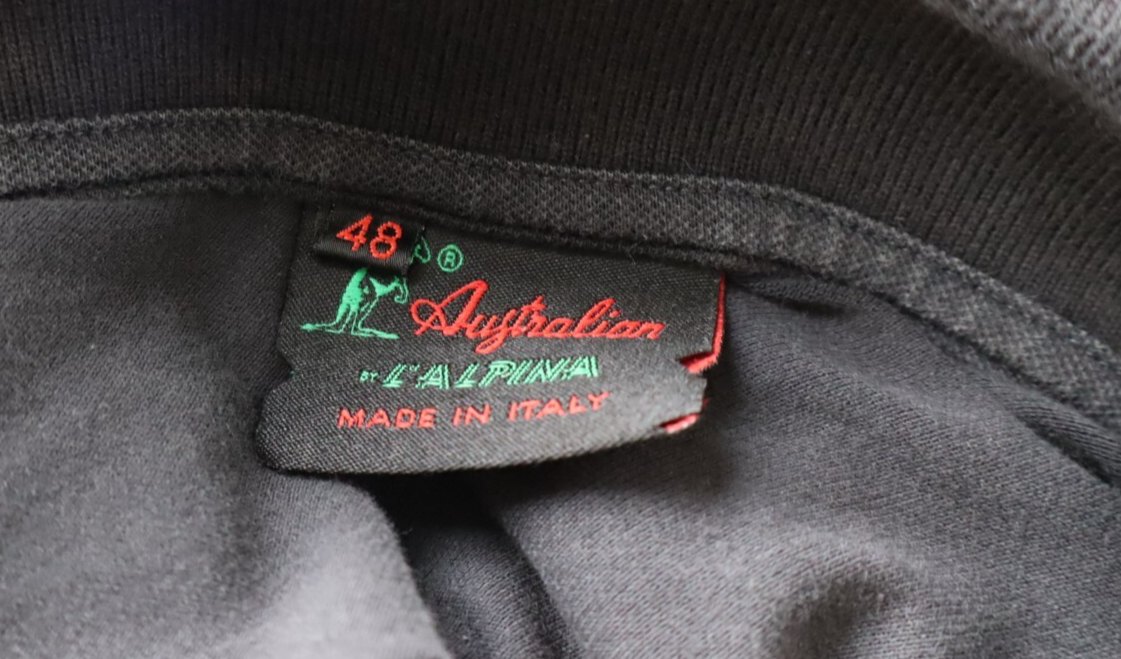 48
®
Australian
BY L'ALPINA
MADE IN ITALY